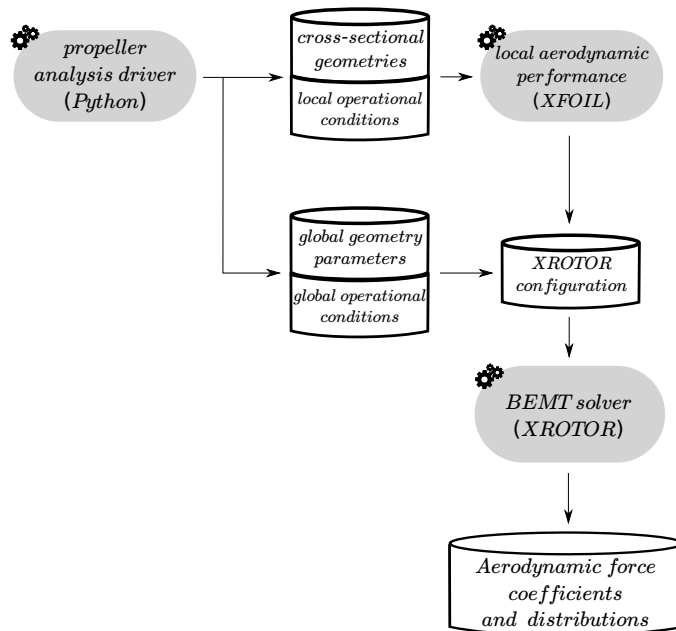 propeller
analysis driver
(Python)
cross-sectional
geometries
local operational
conditions
local aerodynamic
performance
(XFOIL)
global geometry
parameters
global operational
conditions
XROTOR
configuration
BEMT solver
(XROTOR)
Aerodynamic force
coefficients
and distributions